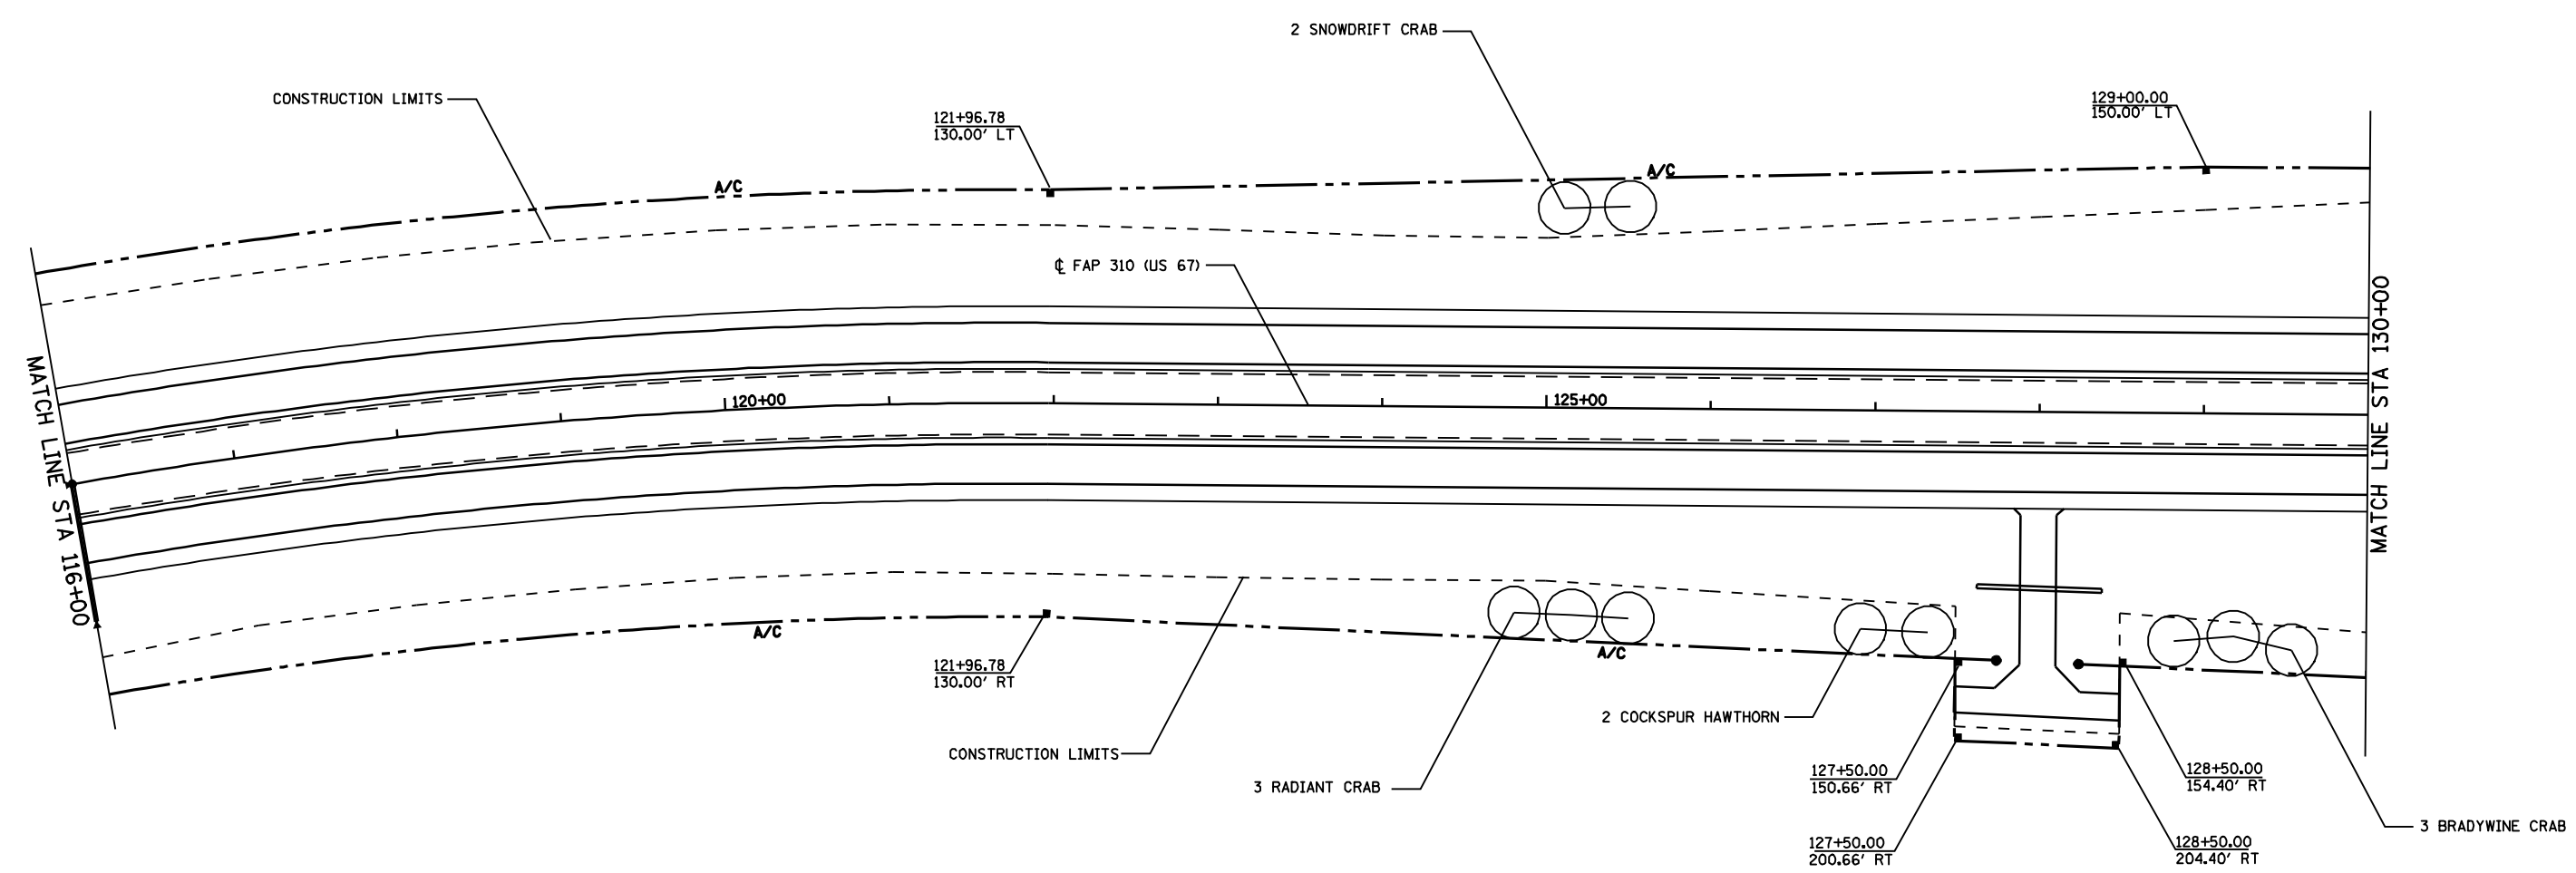 2 SNOWDRIFT CRAB
CONSTRUCTION LIMITS
129+00.00
150.00' LT
121+96.78
130.00' LT
A/C
A/C
℄ FAP 310 (US 67)
120+00
125+00
MATCH LINE STA 116+00
MATCH LINE STA 130+00
A/C
A/C
121+96.78
130.00' RT
2 COCKSPUR HAWTHORN
CONSTRUCTION LIMITS
3 RADIANT CRAB
127+50.00
150.66' RT
128+50.00
154.40' RT
3 BRADYWINE CRAB
127+50.00
200.66' RT
128+50.00
204.40' RT